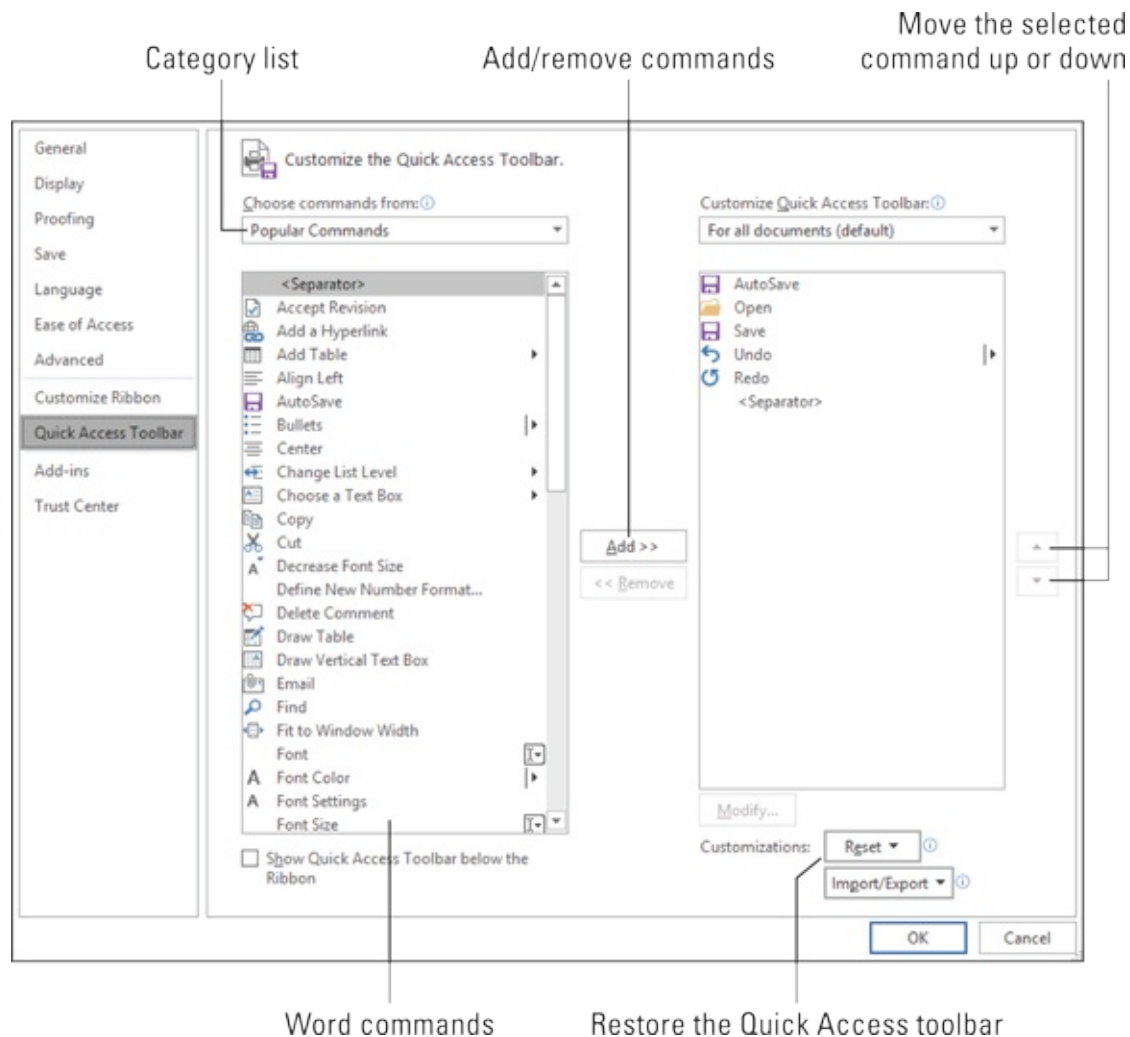 Move the selected
command up or down
Category list
Add/remove commands
General
Display
Proofing
Save
Language
Ease of Access
Advanced
Customize Ribbon
Quick Access Toolbar
Add-ins
Trust Center
Customize the Quick Access Toolbar.
Choose commands from:
Popular Commands
<Separator>
Accept Revision
Add a Hyperlink
Add Table
Align Left
AutoSave
Bullets
Center
Change List Level
Choose a Text Box
Copy
Cut
Decrease Font Size
Define New Number Format...
Delete Comment
Draw Table
Draw Vertical Text Box
Email
Find
Fit to Window Width
Font
Font Color
Font Settings
Font Size
Show Quick Access Toolbar below the
Ribbon
Add >>
<< Remove
Customize Quick Access Toolbar:
For all documents (default)
AutoSave
Open
Save
Undo
Redo
<Separator>
Modify...
Customizations:
Reset
Import/Export
OK
Cancel
Word commands
Restore the Quick Access toolbar